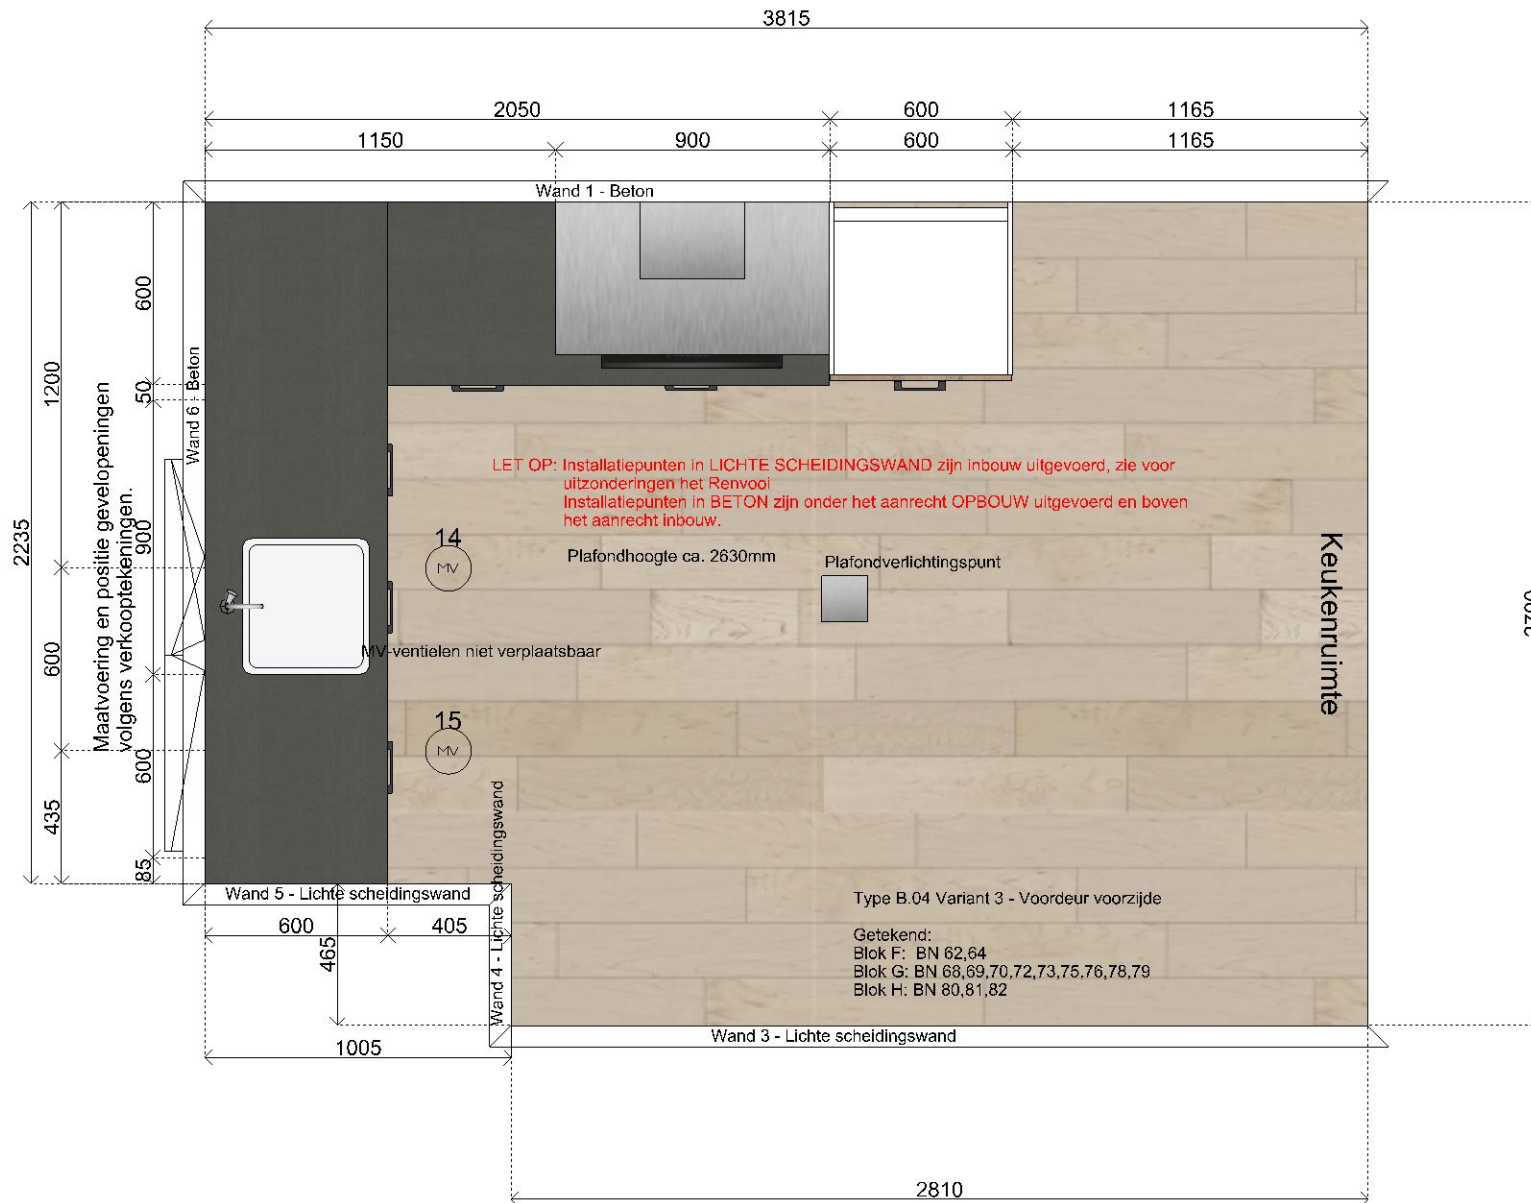 3815
2050
600
1165
1150
900
600
1165
Wand 1 - Beton
2235
1200
600
435
600
50
900
600
85
Wand 6 - Beton
Maatvoering en positie gevelopeningen
volgens verkooptekeningen.
LET OP: Installatiepunten in LICHTE SCHEIDINGSWAND zijn inbouw uitgevoerd, zie voor
uitzonderingen het Renvooi
Installatiepunten in BETON zijn onder het aanrecht OPBOUW uitgevoerd en boven
het aanrecht inbouw.
14
MV
Plafondhoogte ca. 2630mm
Plafondverlichtingspunt
Keukenruimte
MV-ventielen niet verplaatsbaar
15
MV
Wand 5 - Lichte scheidingswand
Wand 4 - Lichte scheidingswand
600
405
465
1005
Type B.04 Variant 3 - Voordeur voorzijde
Getekend:
Blok F: BN 62,64
Blok G: BN 68,69,70,72,73,75,76,78,79
Blok H: BN 80,81,82
Wand 3 - Lichte scheidingswand
2810